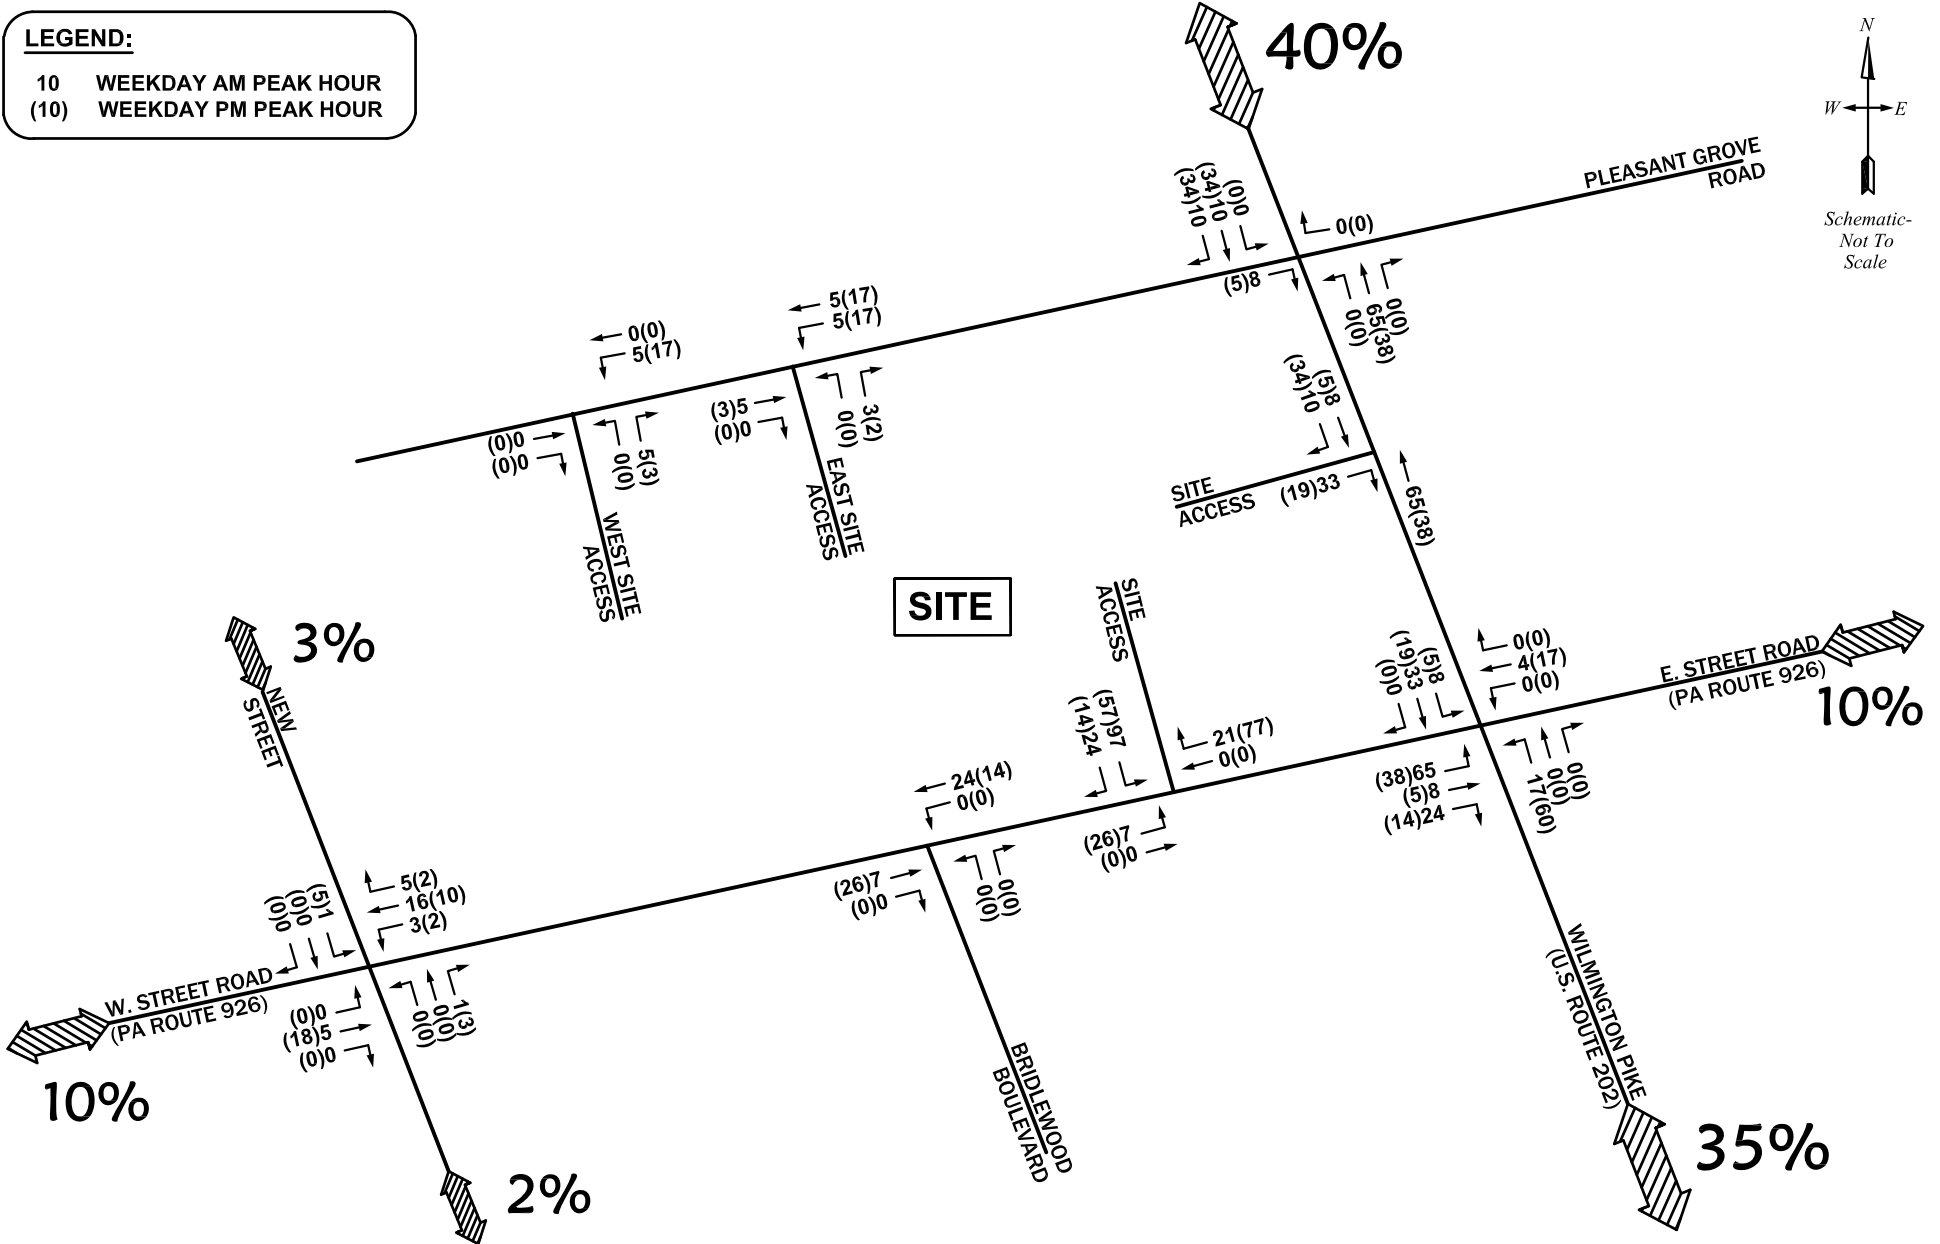 LEGEND:
10 WEEKDAY AM PEAK HOUR
(10) WEEKDAY PM PEAK HOUR
40%
N
W E
Schematic-
Not To
Scale
PLEASANT GROVE
ROAD
(34)10
(34)10
(0)0
0(0)
(5)8
0(0)
65(38)
0(0)
5(17)
5(17)
0(0)
5(17)
(3)5
(0)0
0(0)
3(2)
(0)0
(0)0
0(0)
5(3)
EAST SITE
ACCESS
WEST SITE
ACCESS
(34)10
(5)8
SITE
ACCESS
(19)33
65(38)
SITE
SITE
ACCESS
3%
NEW
STREET
(0)0
(19)33
(5)8
0(0)
4(17)
0(0)
E. STREET ROAD
(PA ROUTE 926)
10%
(14)24
(57)97
21(77)
0(0)
(38)65
(5)8
(14)24
17(60)
0(0)
0(0)
24(14)
0(0)
(26)7
(0)0
(26)7
(0)0
0(0)
0(0)
(0)0
(0)0
(5)1
5(2)
16(10)
3(2)
W. STREET ROAD
(PA ROUTE 926)
(0)0
(18)5
(0)0
0(0)
0(0)
1(3)
10%
2%
BRIDLEWOOD
BOULEVARD
WILMINGTON PIKE
(U.S. ROUTE 202)
35%